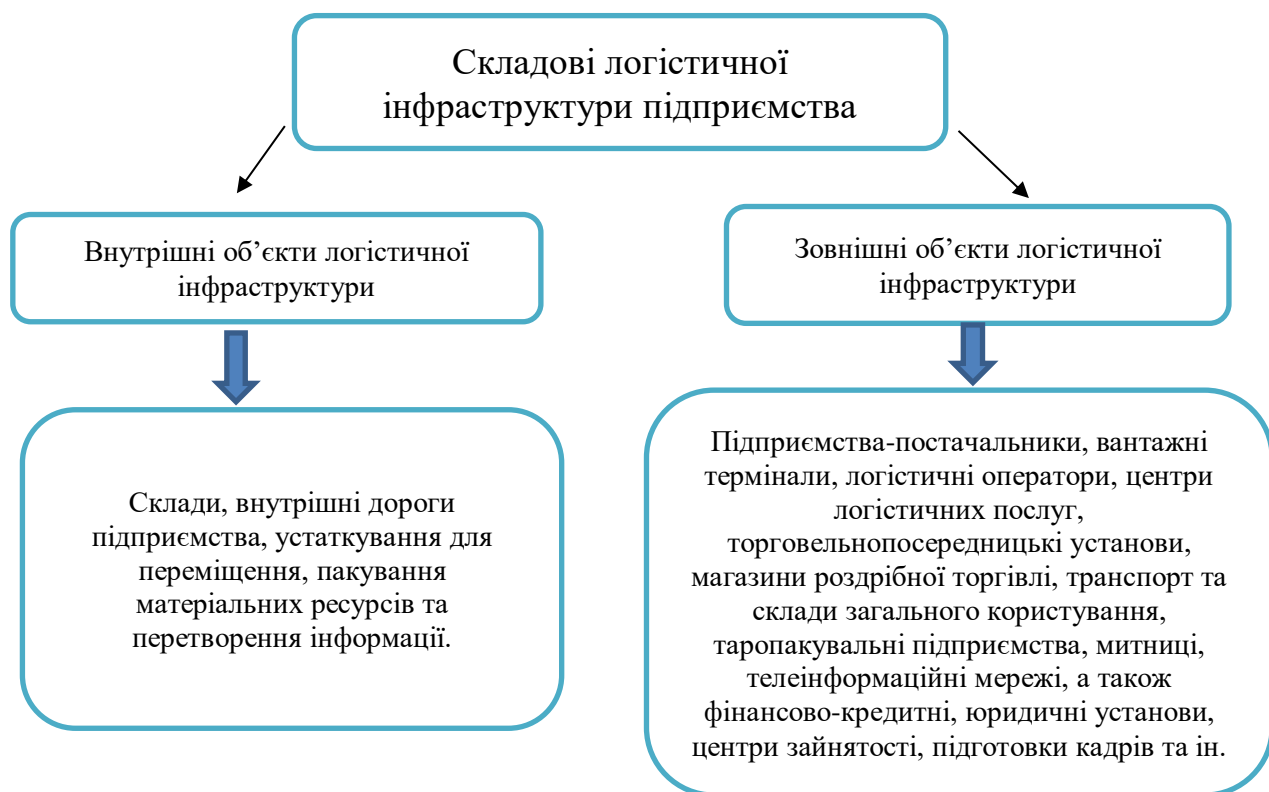 Складові логістичної
інфраструктури підприємства
Внутрішні об’єкти логістичної
інфраструктури
Зовнішні об’єкти логістичної
інфраструктури
Склади, внутрішні дороги
підприємства, устаткування для
переміщення, пакування
матеріальних ресурсів та
перетворення інформації.
Підприємства-постачальники, вантажні
термінали, логістичні оператори, центри
логістичних послуг,
торговельнопосередницькі установи,
магазини роздрібної торгівлі, транспорт та
склади загального користування,
таропакувальні підприємства, митниці,
телеінформаційні мережі, а також
фінансово-кредитні, юридичні установи,
центри зайнятості, підготовки кадрів та ін.